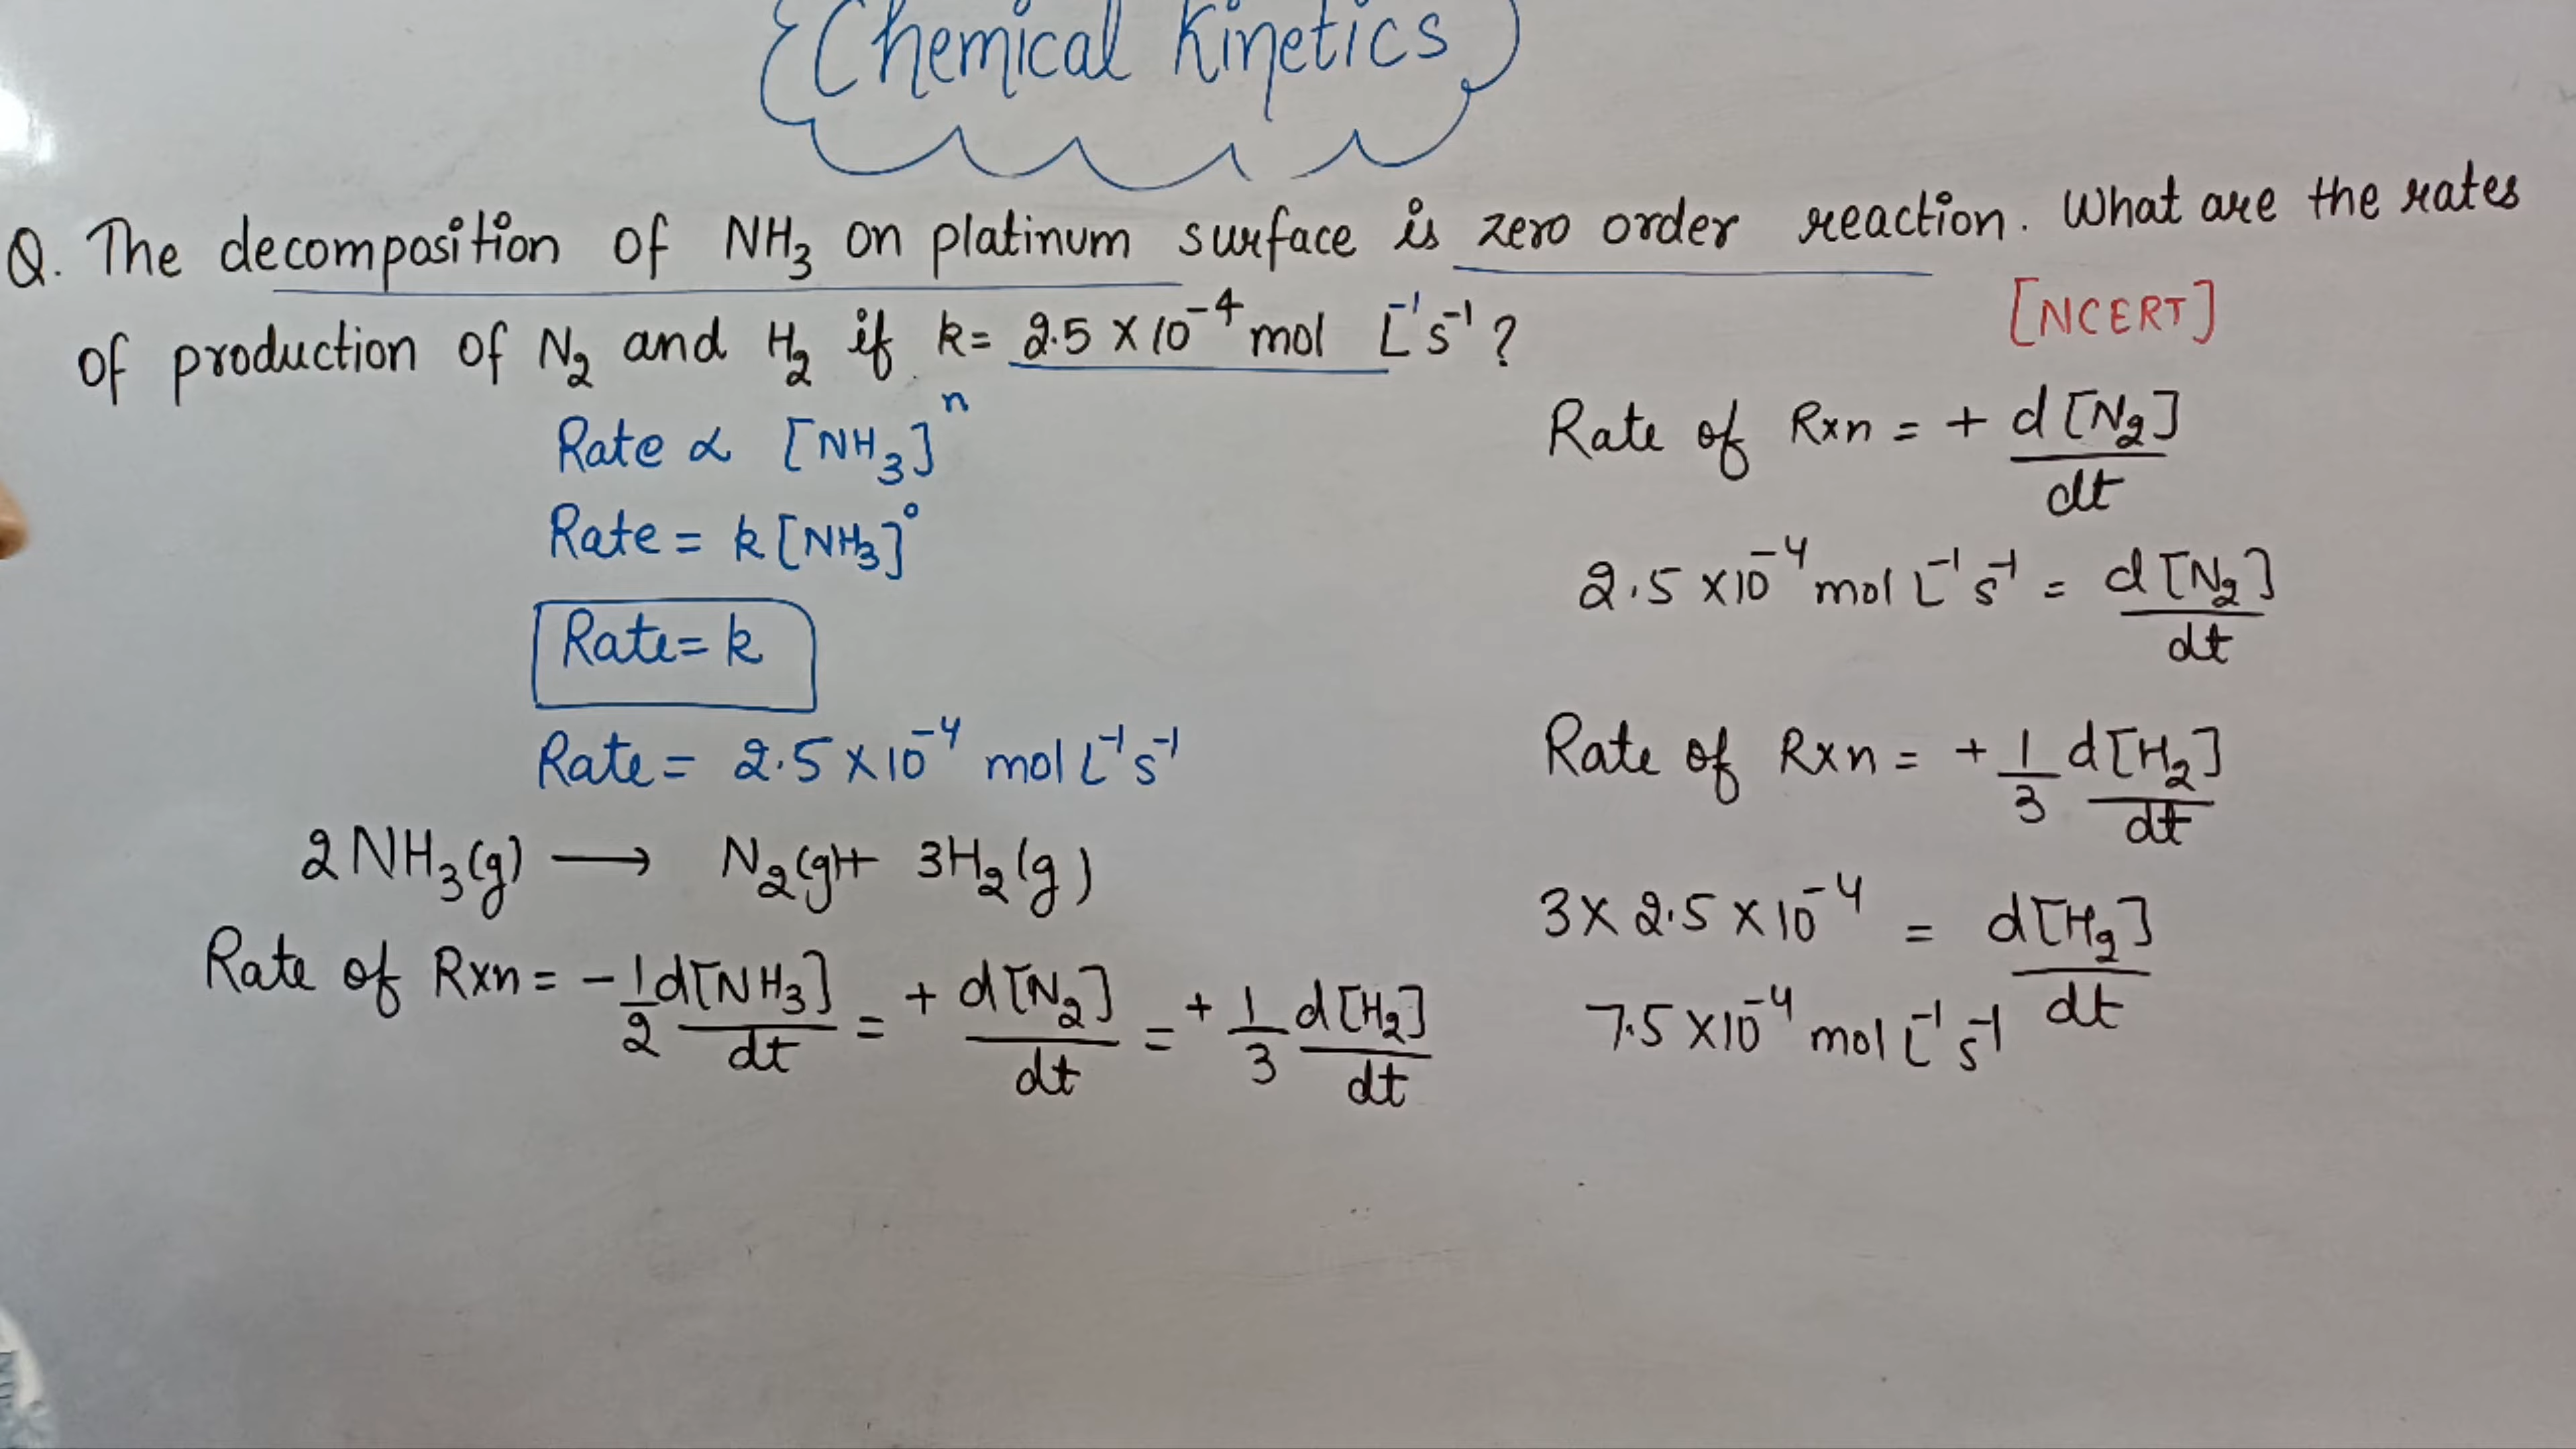 Chemical Kinetics
Q. The decomposition of NH₃ on platinum surface is zero order reaction. What are the rates
of production of N₂ and H₂ if k= 2.5 × 10⁻⁴ mol L⁻¹ s⁻¹ ?
[NCERT]
Rate ∝ [NH₃]ⁿ
Rate = k [NH₃]⁰
Rate = k
Rate = 2.5 × 10⁻⁴ mol L⁻¹ s⁻¹
2NH₃(g) ⟶ N₂(g) + 3H₂(g)
Rate of Rxn = - 1/2 d[NH₃]/dt = + d[N₂]/dt = + 1/3 d[H₂]/dt
Rate of Rxn = + d[N₂]/dt
2.5 × 10⁻⁴ mol L⁻¹ s⁻¹ = d[N₂]/dt
Rate of Rxn = + 1/3 d[H₂]/dt
3 × 2.5 × 10⁻⁴ = d[H₂]/dt
7.5 × 10⁻⁴ mol L⁻¹ s⁻¹